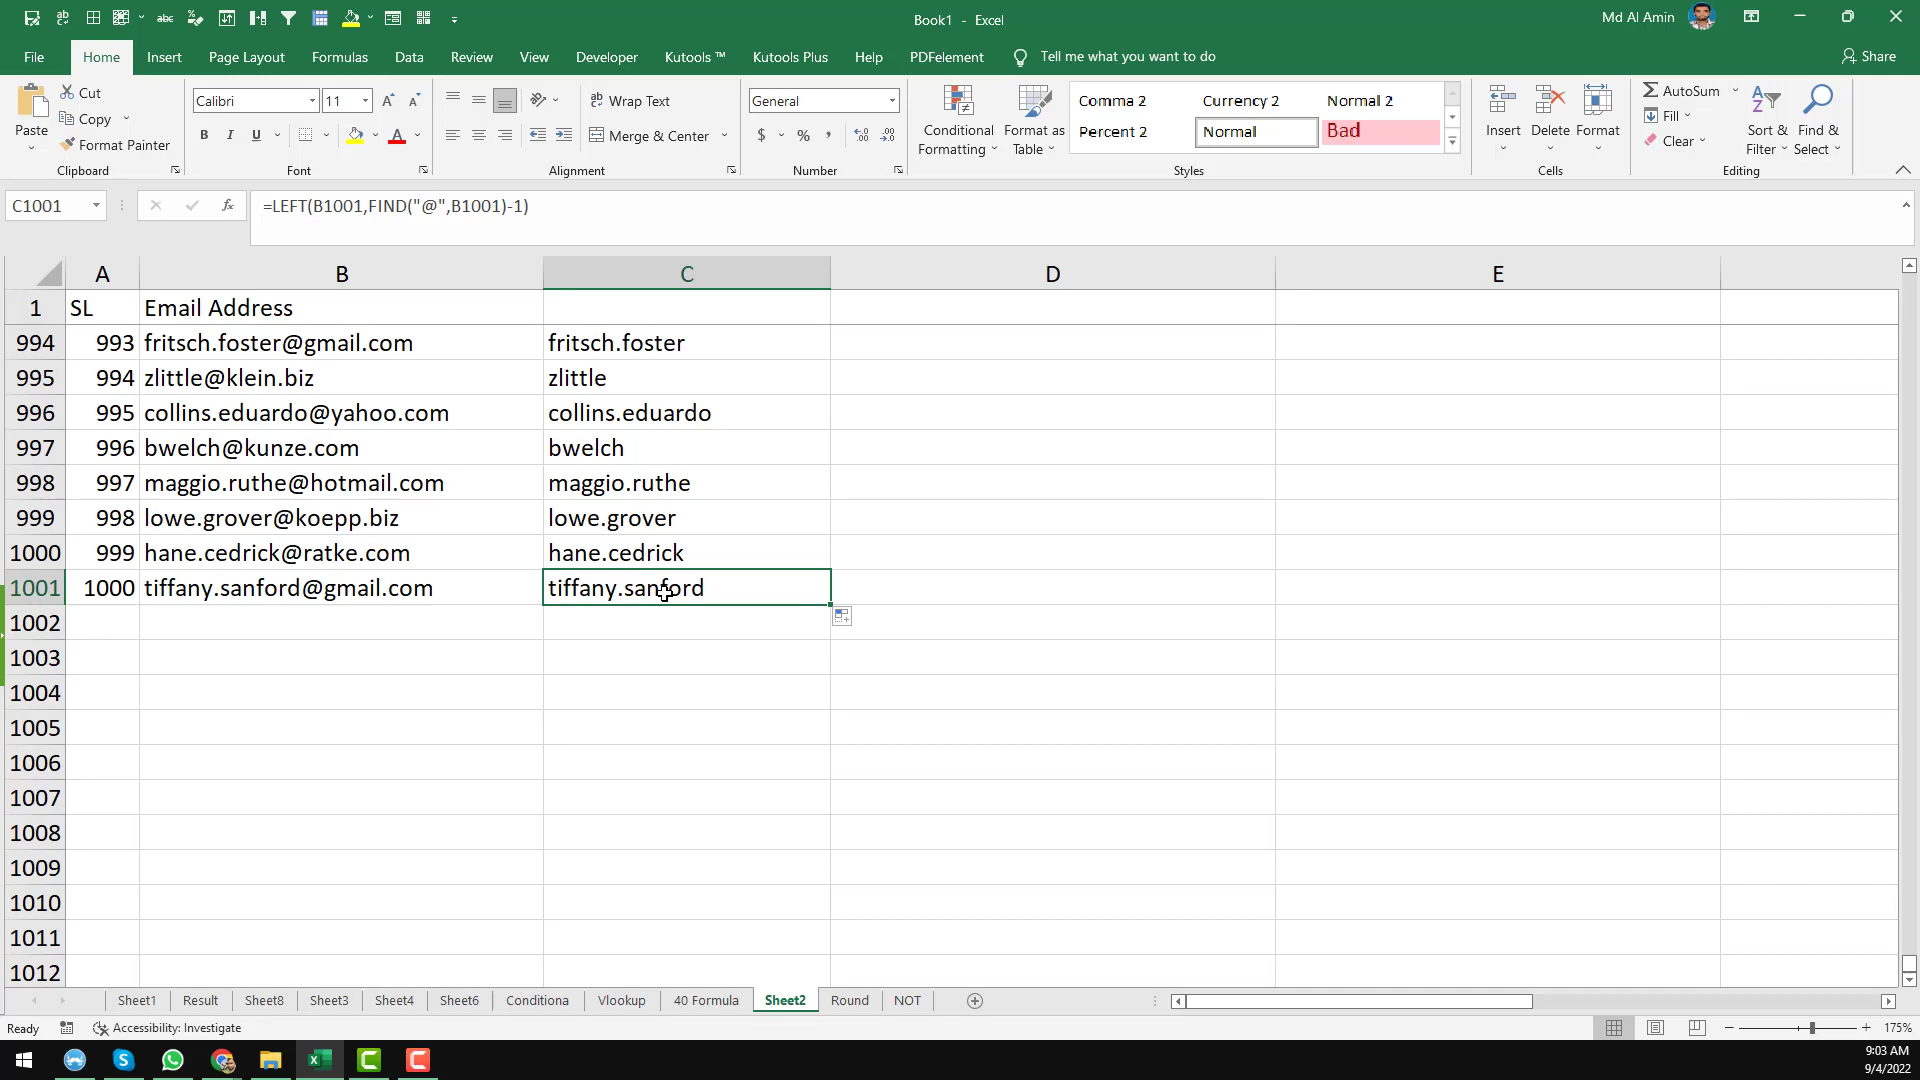 Book1 - Excel
Md Al Amin
File Home Insert Page Layout Formulas Data Review View Developer Kutools ™ Kutools Plus Help PDFelement Tell me what you want to do Share
Paste
Cut
Copy
Format Painter
Clipboard
Calibri 11
B I U
Font
Wrap Text
Merge & Center
Alignment
General
$ % ,
Number
Conditional Formatting
Format as Table
Comma 2 Currency 2 Normal 2
Percent 2 Normal Bad
Styles
Insert Delete Format
Cells
AutoSum
Fill
Clear
Sort & Filter
Find & Select
Editing
C1001 fx =LEFT(B1001,FIND("@",B1001)-1)
A B C D E
1 SL Email Address
994 993 fritsch.foster@gmail.com fritsch.foster
995 994 zlittle@klein.biz zlittle
996 995 collins.eduardo@yahoo.com collins.eduardo
997 996 bwelch@kunze.com bwelch
998 997 maggio.ruthe@hotmail.com maggio.ruthe
999 998 lowe.grover@koepp.biz lowe.grover
1000 999 hane.cedrick@ratke.com hane.cedrick
1001 1000 tiffany.sanford@gmail.com tiffany.sanford
1002
1003
1004
1005
1006
1007
1008
1009
1010
1011
1012
Sheet1 Result Sheet8 Sheet3 Sheet4 Sheet6 Conditiona Vlookup 40 Formula Sheet2 Round NOT
Ready Accessibility: Investigate 175%
9:03 AM
9/4/2022